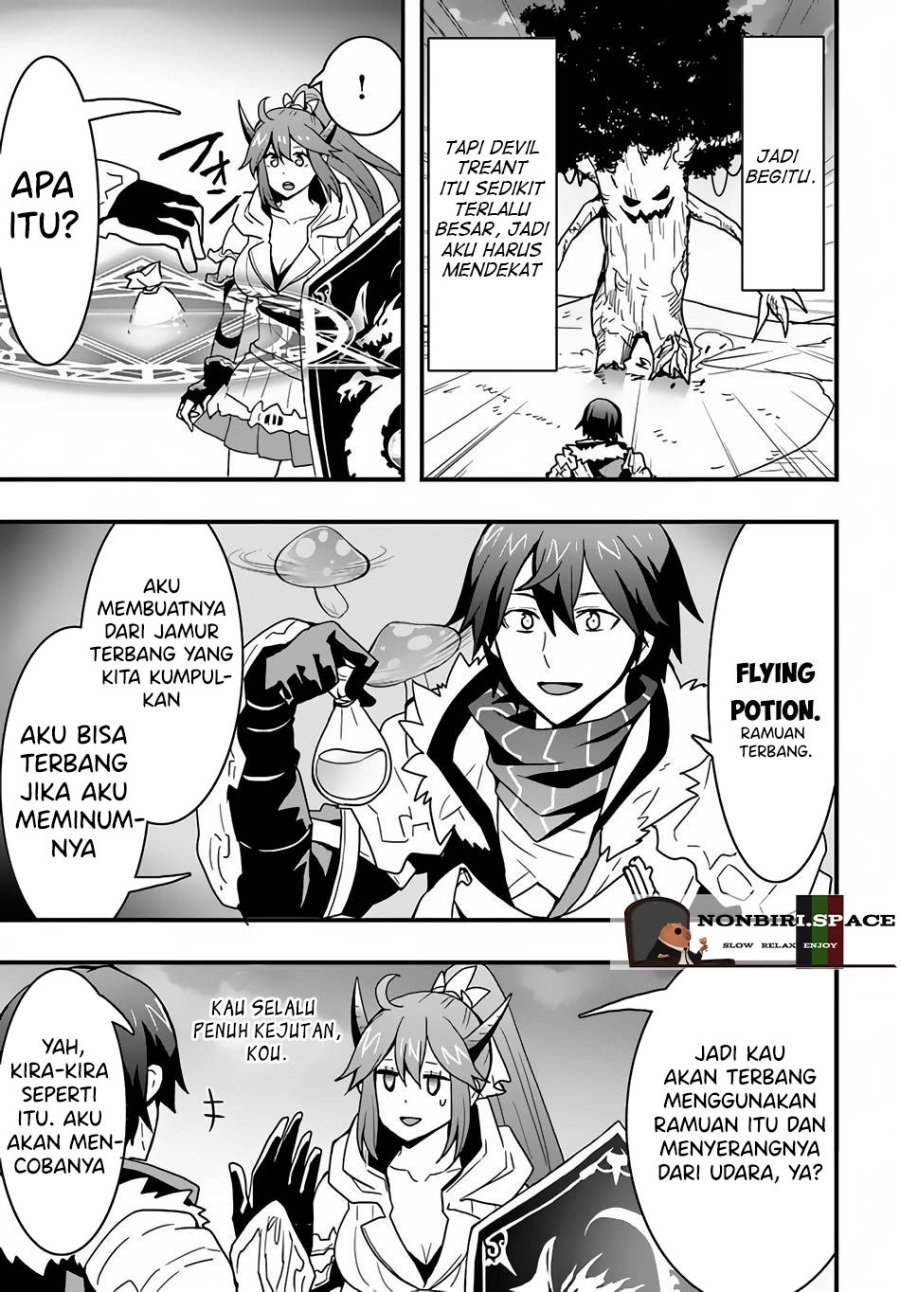 JADI
BEGITU.
TAPI DEVIL
TREANT
ITU SEDIKIT
TERLALU
BESAR, JADI
AKU HARUS
MENDEKAT
!
APA
ITU?
FLYING
POTION.
RAMUAN
TERBANG.
AKU
MEMBUATNYA
DARI JAMUR
TERBANG YANG
KITA KUMPUL-
KAN
AKU BISA
TERBANG
JIKA AKU
MEMINUM-
NYA
NONBIRI.SPACE
SLOW RELAX ENJOY
JADI KAU
AKAN TERBANG
MENGGUNAKAN
RAMUAN ITU DAN
MENYERANGNYA
DARI UDARA, YA?
KAU SELALU
PENUH KEJUTAN,
KOU.
YAH,
KIRA-KIRA
SEPERTI
ITU. AKU
AKAN MEN-
COBANYA